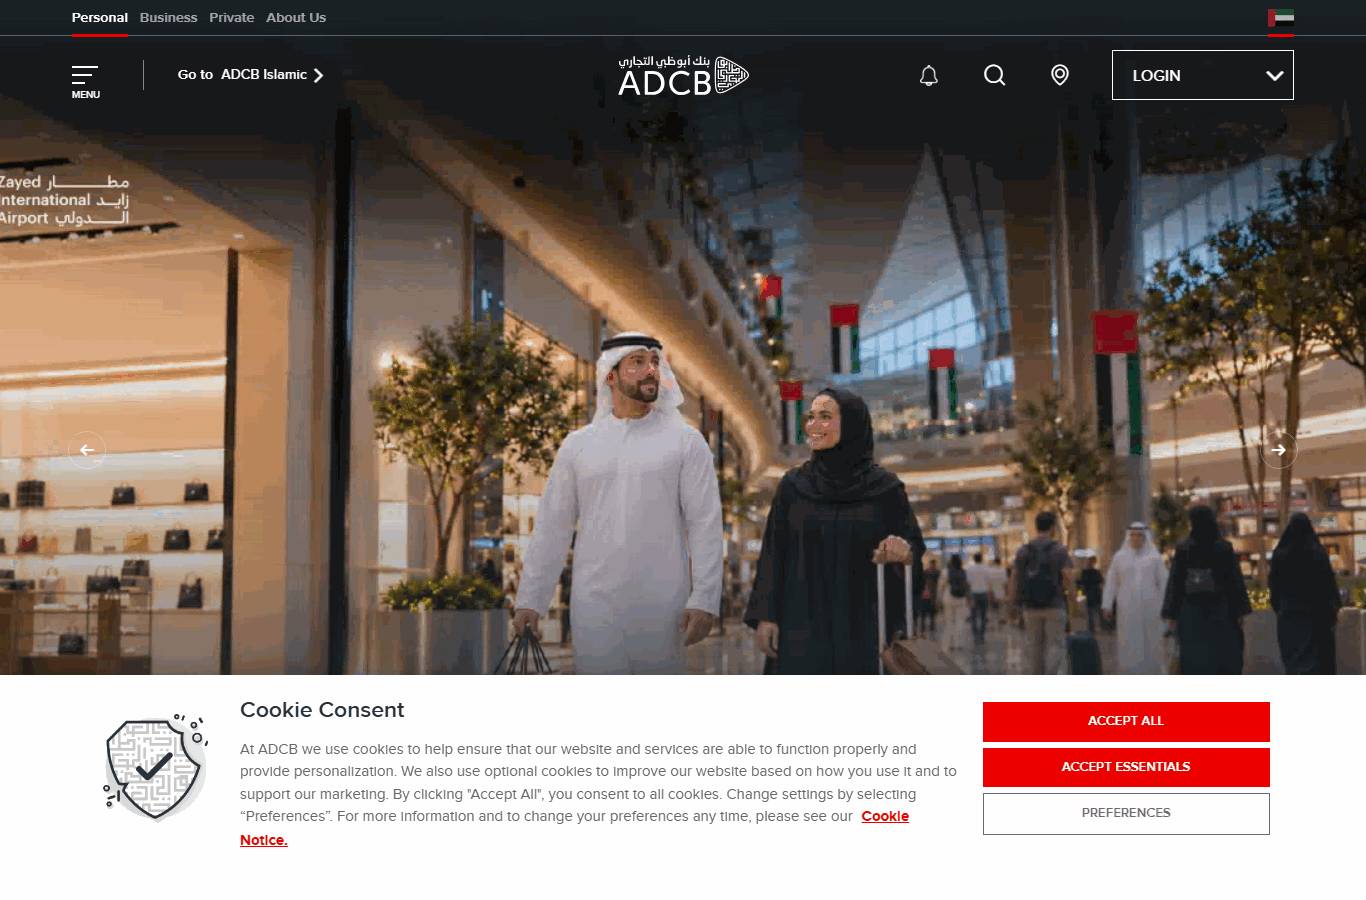 Personal Business Private About Us
MENU
Go to ADCB Islamic
بنك أبوظبي التجاري
ADCB
LOGIN
Zayed مطــــار
International زايـــد
Airport الـــدولي
Cookie Consent
At ADCB we use cookies to help ensure that our website and services are able to function properly and
provide personalization. We also use optional cookies to improve our website based on how you use it and to
support our marketing. By clicking "Accept All", you consent to all cookies. Change settings by selecting
“Preferences”. For more information and to change your preferences any time, please see our Cookie
Notice.
ACCEPT ALL
ACCEPT ESSENTIALS
PREFERENCES